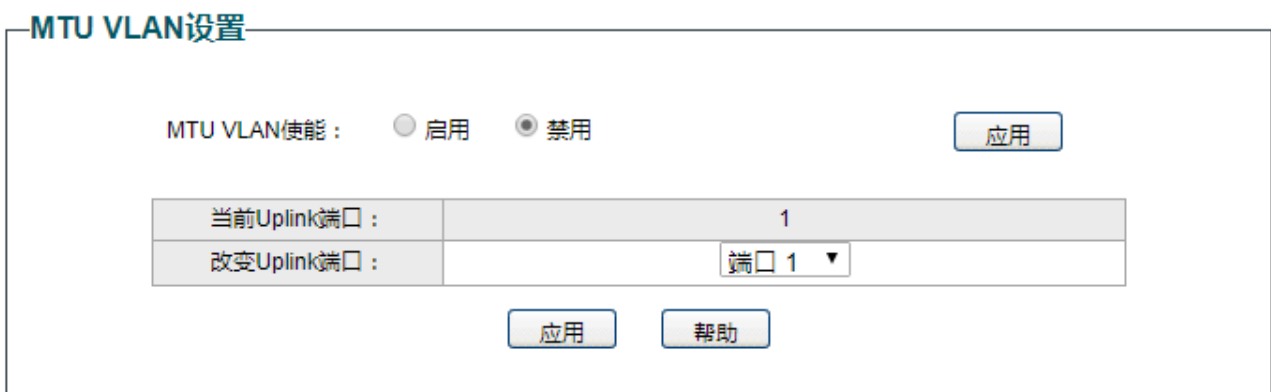 MTU VLAN设置
MTU VLAN使能： 启用 禁用 应用
当前Uplink端口： 1
改变Uplink端口： 端口 1
应用 帮助